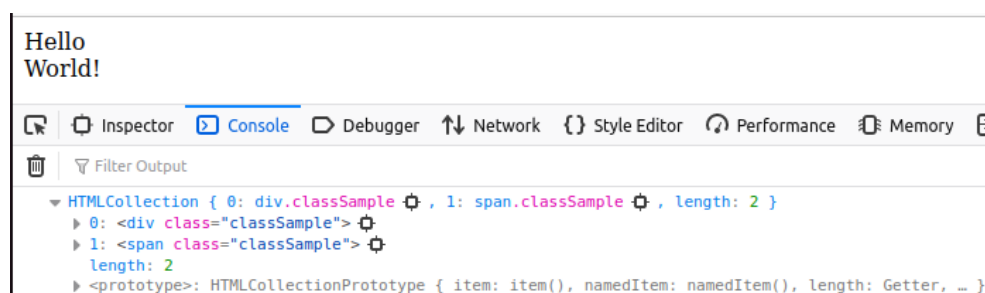 Hello
World!
Inspector Console Debugger Network {} Style Editor Performance Memory
Filter Output
HTMLCollection { 0: div.classSample , 1: span.classSample , length: 2 }
0: <div class="classSample">
1: <span class="classSample">
length: 2
<prototype>: HTMLCollectionPrototype { item: item(), namedItem: namedItem(), length: Getter, … }